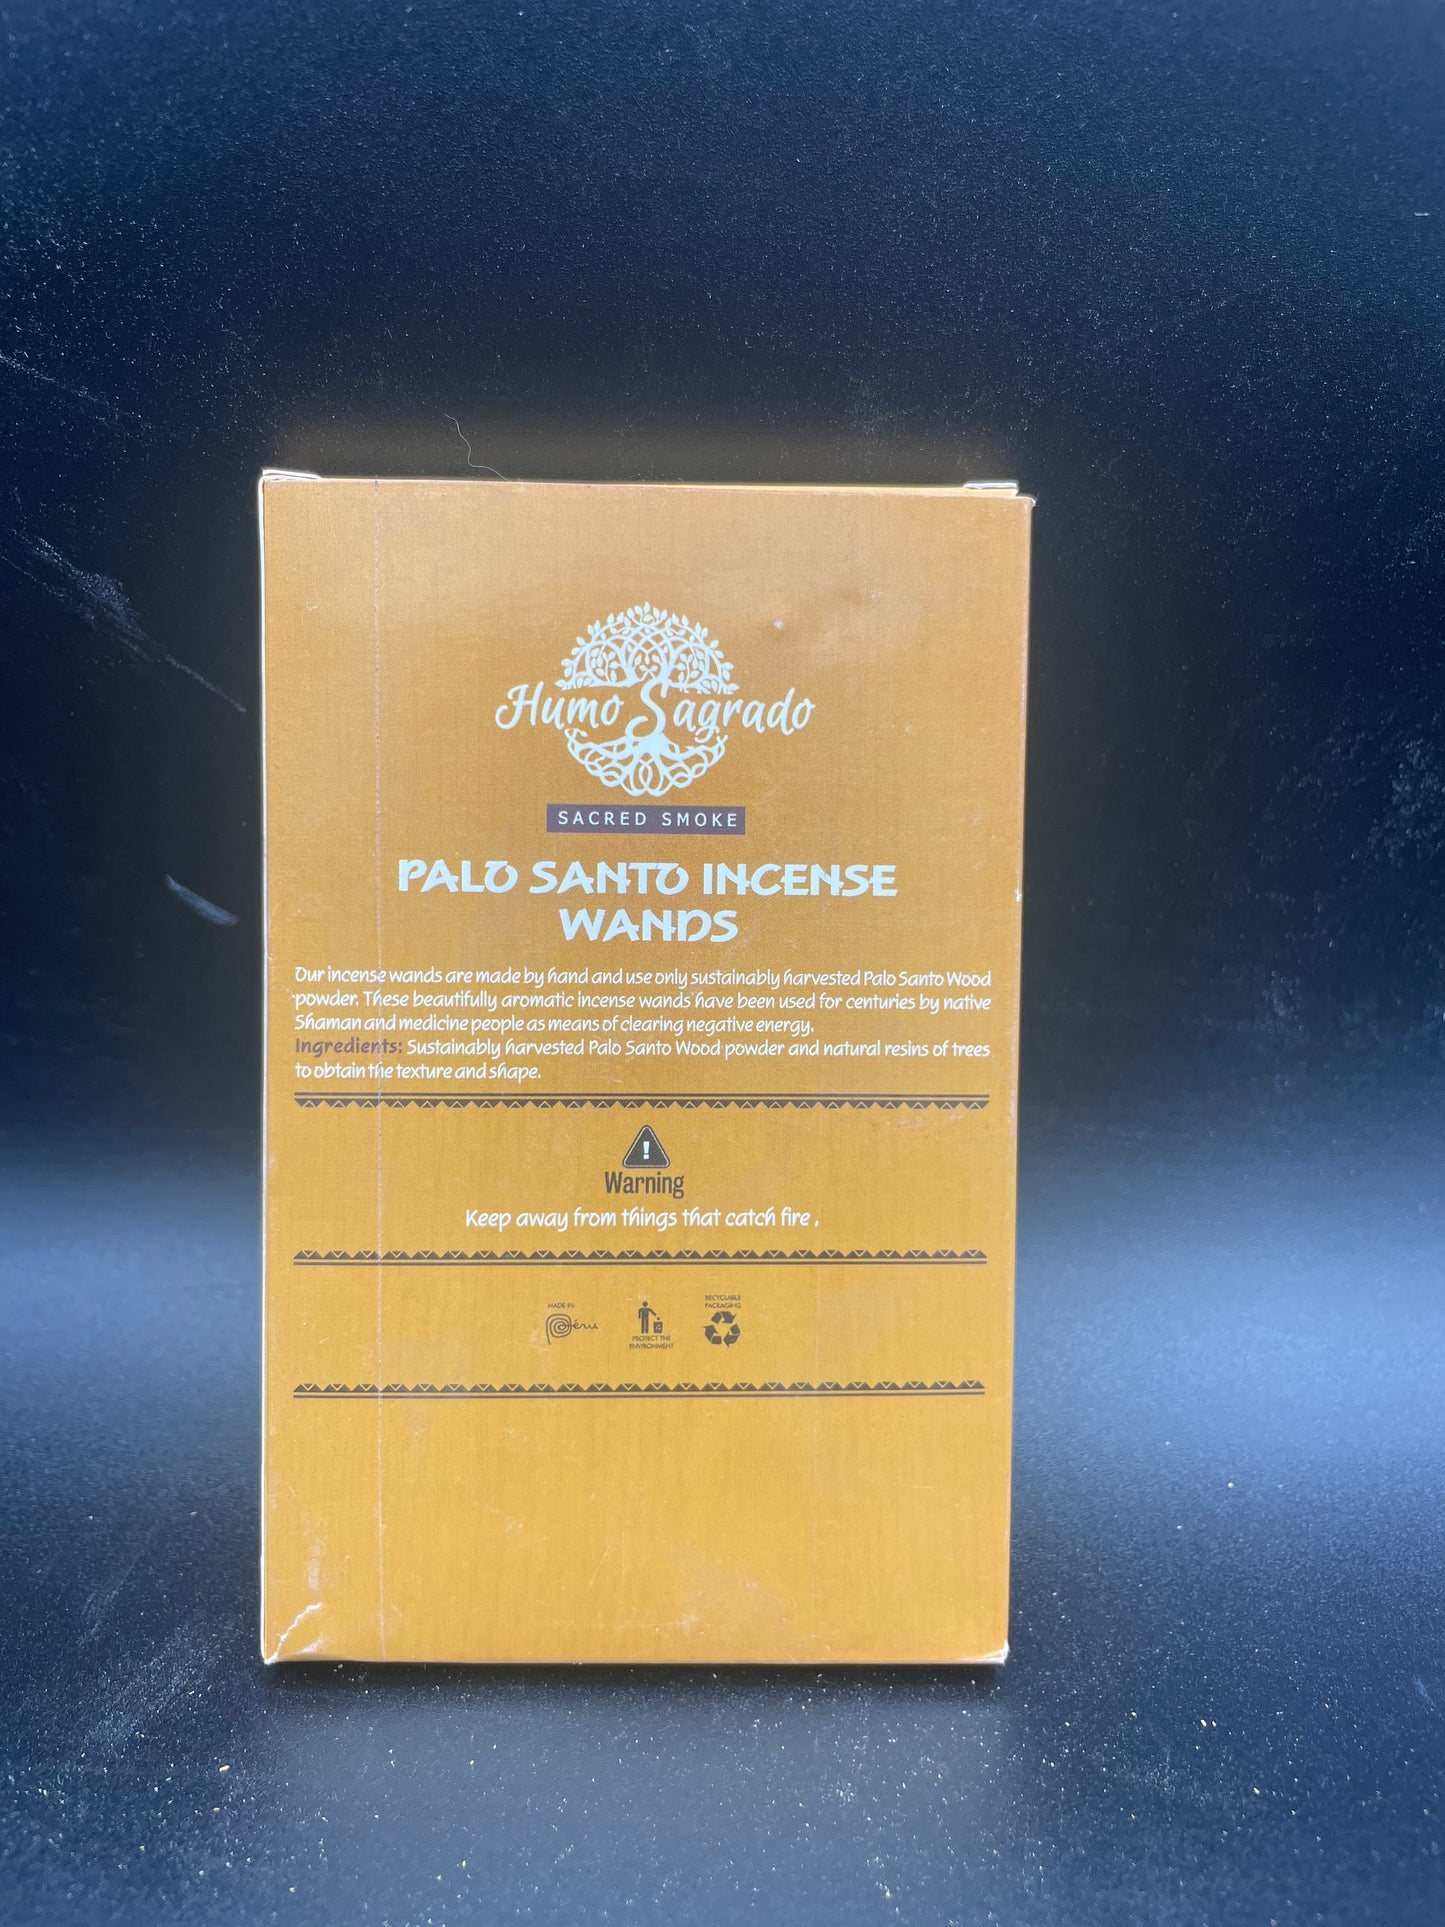 Humo Sagrado
SACRED SMOKE
PALO SANTO INCENSE
WANDS
Our incense wands are made by hand and use only sustainably harvested Palo Santo Wood
powder. These beautifully aromatic incense wands have been used for centuries by native
Shaman and medicine people as means of clearing negative energy.
Ingredients: Sustainably harvested Palo Santo Wood powder and natural resins of trees
to obtain the texture and shape.
!
Warning
Keep away from things that catch fire .
MADE IN
Peru
PROTECT THE
ENVIRONMENT
RECYCLABLE
PACKAGING